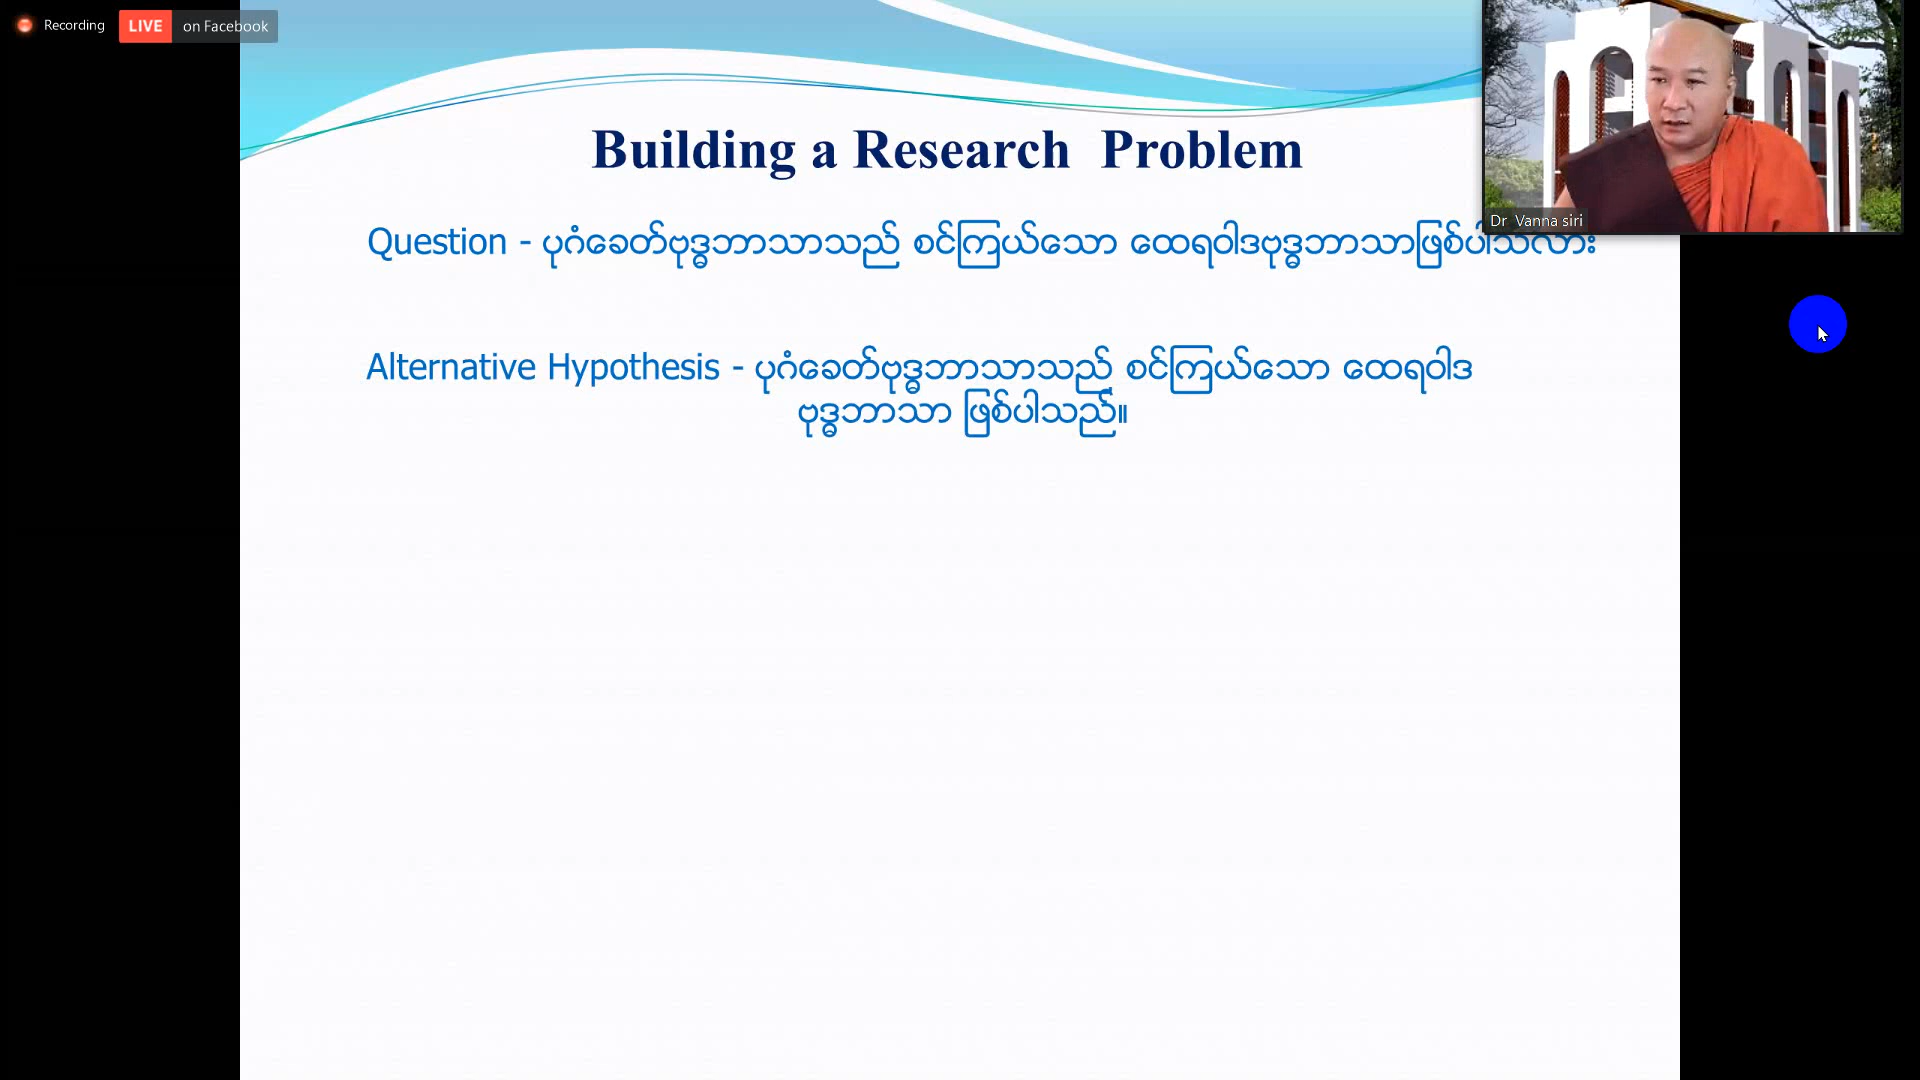 Recording
LIVE on Facebook
Building a Research Problem
Question - ပုဂံခေတ်ဗုဒ္ဓဘာသာသည် စင်ကြယ်သော ထေရဝါဒဗုဒ္ဓဘာသာဖြစ်ပါသလား
Dr Vanna siri
Alternative Hypothesis - ပုဂံခေတ်ဗုဒ္ဓဘာသာသည် စင်ကြယ်သော ထေရဝါဒ
ဗုဒ္ဓဘာသာ ဖြစ်ပါသည်။